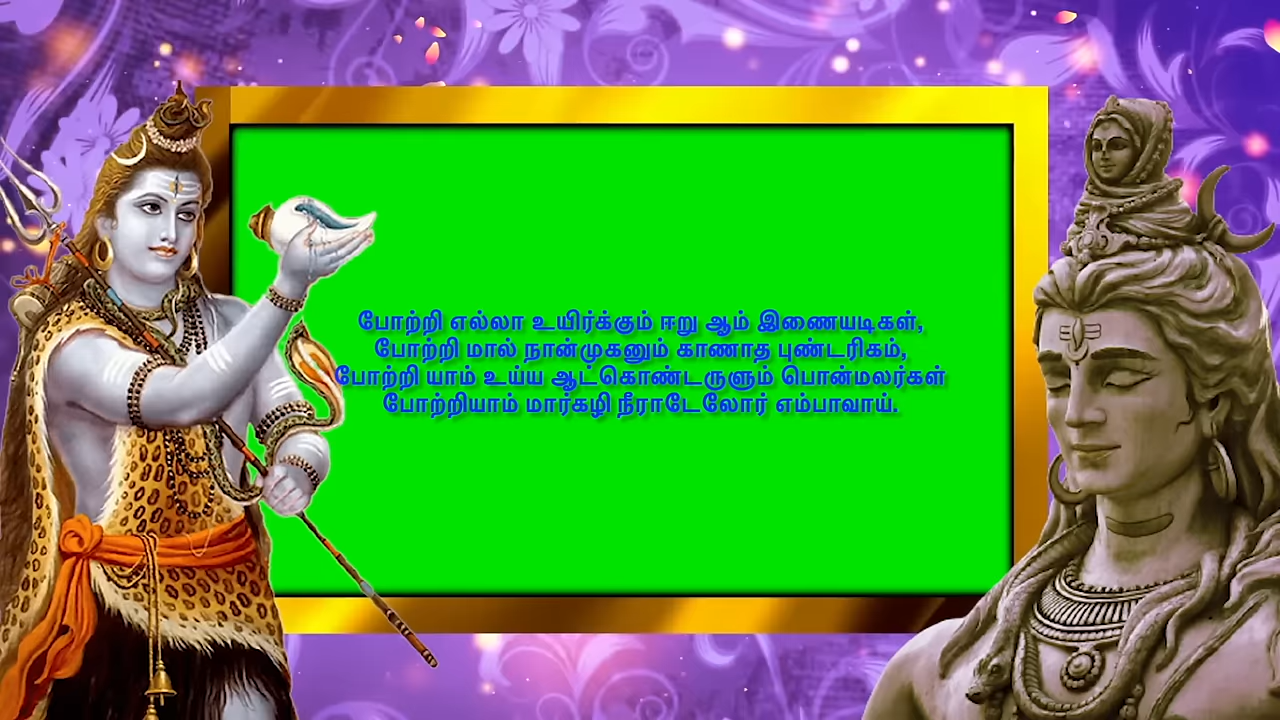 போற்றி எல்லா உயிர்க்கும் ஈறு ஆம் இணையடிகள்,
போற்றி மால் நான்முகனும் காணாத புண்டரிகம்,
போற்றி யாம் உய்ய ஆட்கொண்டருளும் பொன்மலர்கள்
போற்றியாம் மார்கழி நீராடேலோர் எம்பாவாய்.